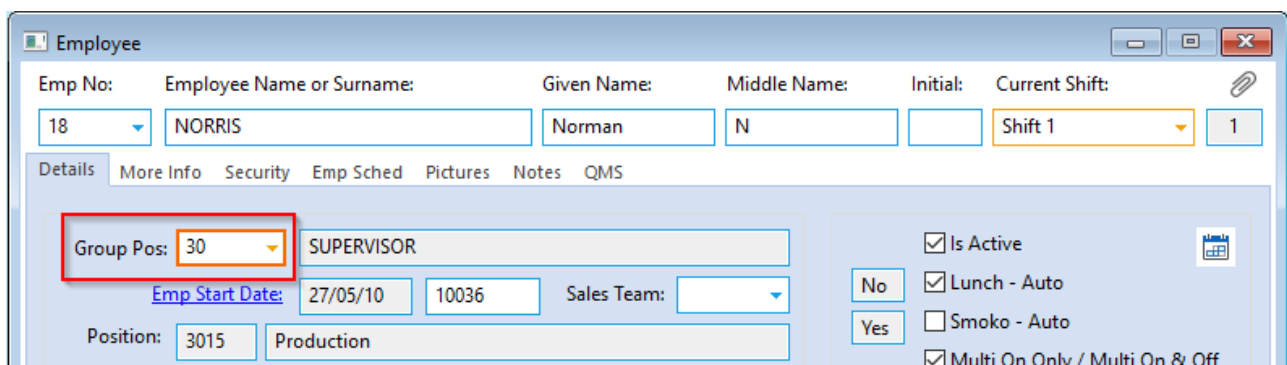 Employee
Emp No: Employee Name or Surname: Given Name: Middle Name: Initial: Current Shift:
18 NORRIS Norman N Shift 1 1
Details More Info Security Emp Sched Pictures Notes QMS
Group Pos: 30 SUPERVISOR Is Active
Emp Start Date: 27/05/10 10036 Sales Team: No Lunch - Auto
Position: 3015 Production Yes Smoko - Auto
Multi On Only / Multi On & Off